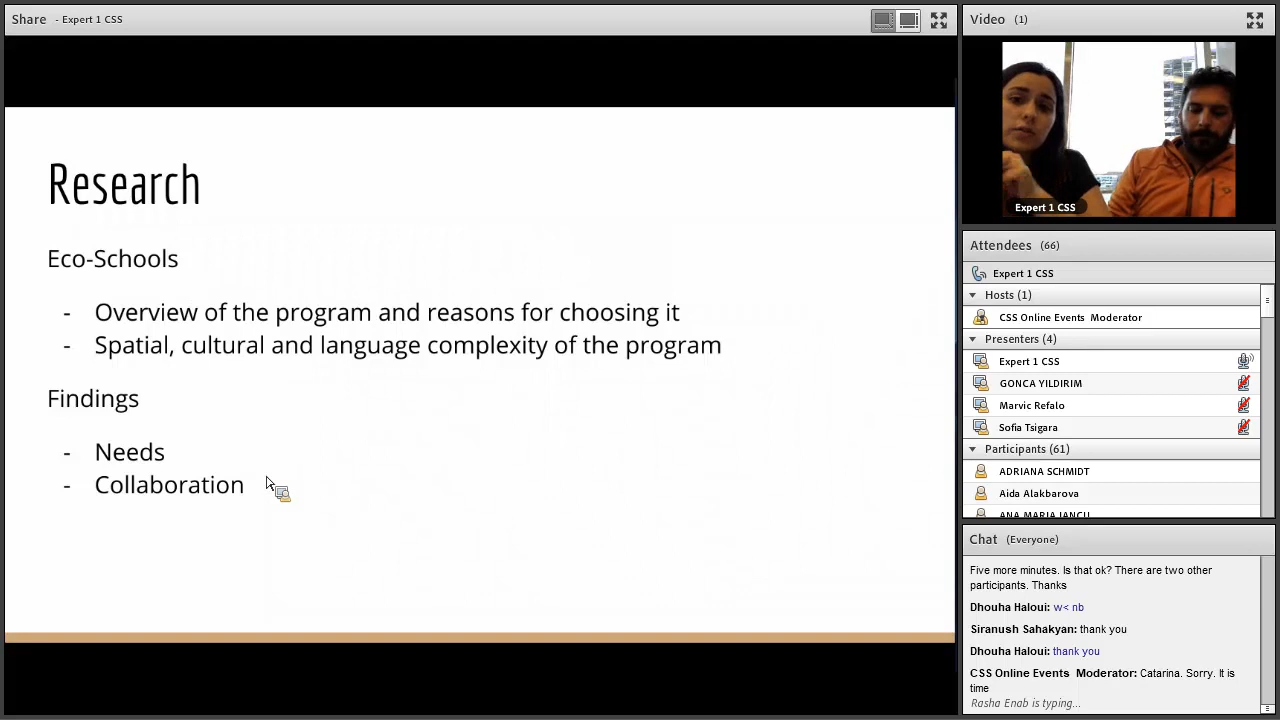 Share - Expert 1 CSS
Research
Eco-Schools
- Overview of the program and reasons for choosing it
- Spatial, cultural and language complexity of the program
Findings
- Needs
- Collaboration
Video (1)
Expert 1 CSS
Attendees (66)
Expert 1 CSS
Hosts (1)
CSS Online Events Moderator
Presenters (4)
Expert 1 CSS
GONCA YILDIRIM
Marvic Refalo
Sofia Tsigara
Participants (61)
ADRIANA SCHMIDT
Aida Alakbarova
ANA MARIA IANCU
Chat (Everyone)
Five more minutes. Is that ok? There are two other
participants. Thanks
Dhouha Haloui: w< nb
Siranush Sahakyan: thank you
Dhouha Haloui: thank you
CSS Online Events Moderator: Catarina. Sorry. It is
time
Rasha Enab is typing...